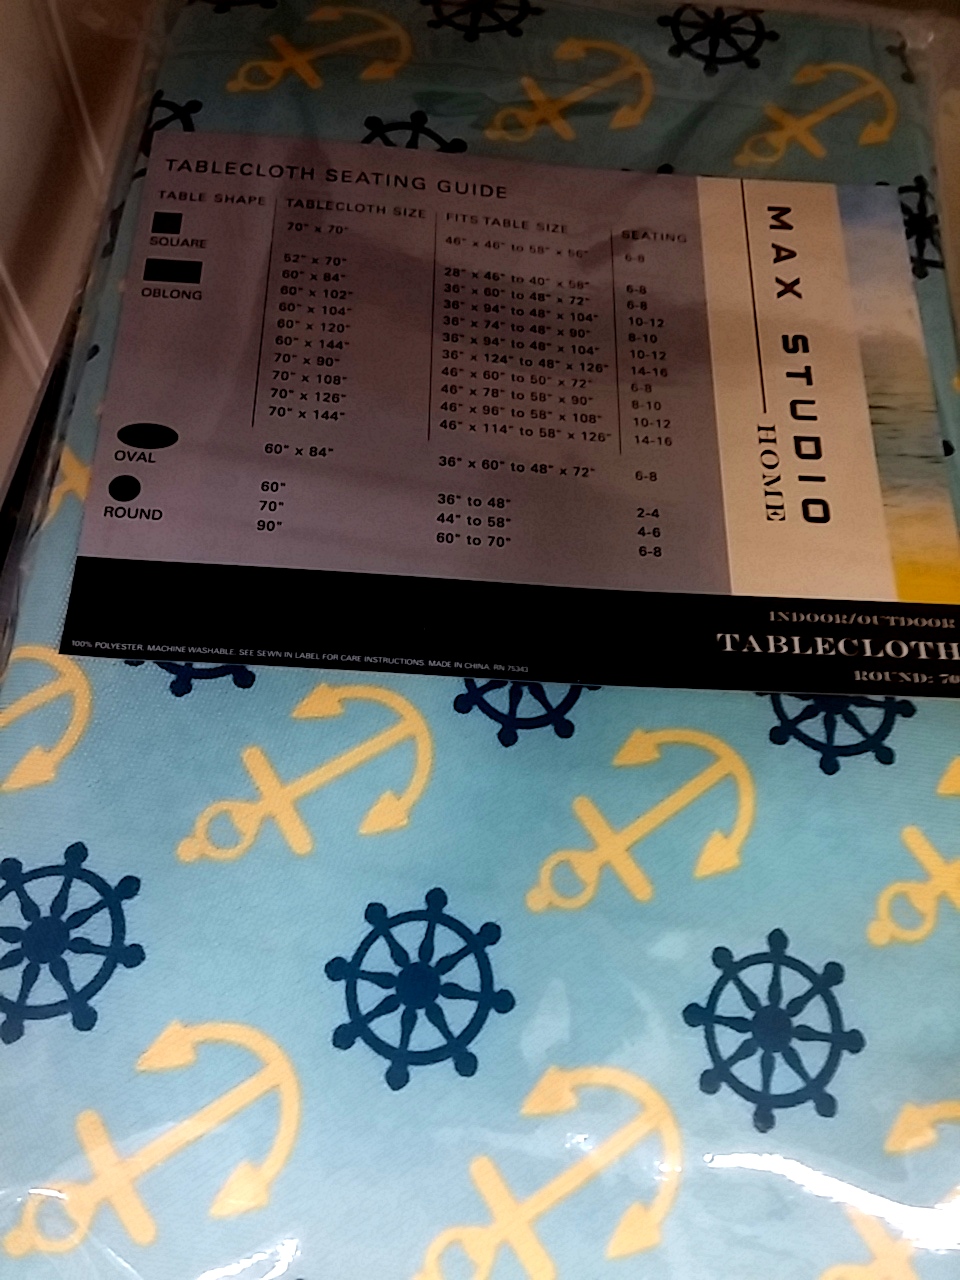 TABLECLOTH SEATING GUIDE
TABLE SHAPE TABLECLOTH SIZE FITS TABLE SIZE SEATING
SQUARE 70" x 70" 46" x 46" to 58" x 56" 6-8
OBLONG 52" x 70" 28" x 46" to 40" x 58" 6-8
60" x 84" 36" x 60" to 48" x 72" 6-8
60" x 102" 36" x 94" to 48" x 104" 10-12
60" x 104" 38" x 74" to 48" x 90" 8-10
60" x 120" 36" x 94" to 48" x 104" 10-12
60" x 144" 36" x 124" to 48" x 126" 14-16
70" x 90" 46" x 60" to 50" x 72" 6-8
70" x 108" 46" x 78" to 58" x 90" 8-10
70" x 126" 46" x 96" to 58" x 108" 10-12
70" x 144" 46" x 114" to 58" x 126" 14-16
OVAL 60" x 84" 36" x 60" to 48" x 72" 6-8
ROUND 60" 36" to 48" 2-4
70" 44" to 58" 4-6
90" 60" to 70" 6-8
MAX STUDIO
HOME
INDOOR/OUTDOOR
TABLECLOTH
ROUND: 70
100% POLYESTER. MACHINE WASHABLE. SEE SEWN IN LABEL FOR CARE INSTRUCTIONS. MADE IN CHINA. RN 75343